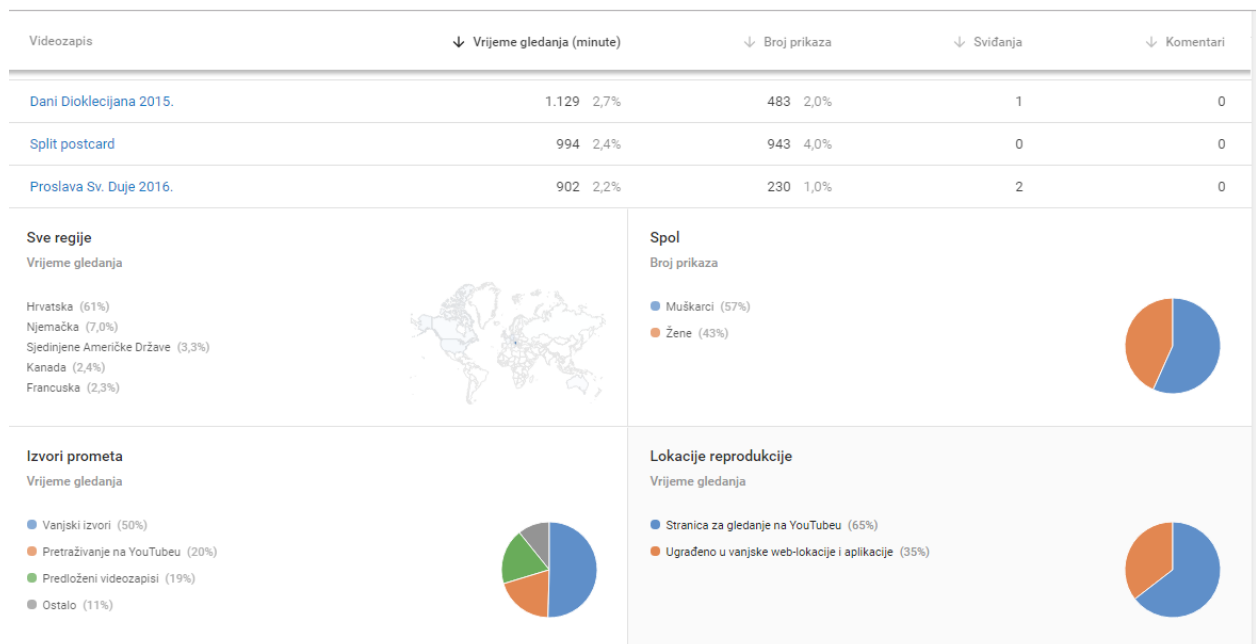 Videozapis ↓ Vrijeme gledanja (minute) ↓ Broj prikaza ↓ Sviđanja ↓ Komentari
Dani Dioklecijana 2015. 1.129 2,7% 483 2,0% 1 0
Split postcard 994 2,4% 943 4,0% 0 0
Proslava Sv. Duje 2016. 902 2,2% 230 1,0% 2 0
Sve regije
Vrijeme gledanja
Hrvatska (61%)
Njemačka (7,0%)
Sjedinjene Američke Države (3,3%)
Kanada (2,4%)
Francuska (2,3%)
Spol
Broj prikaza
Muškarci (57%)
Žene (43%)
Izvori prometa
Vrijeme gledanja
Vanjski izvori (50%)
Pretraživanje na YouTubeu (20%)
Predloženi videozapisi (19%)
Ostalo (11%)
Lokacije reprodukcije
Vrijeme gledanja
Stranica za gledanje na YouTubeu (65%)
Ugrađeno u vanjske web-lokacije i aplikacije (35%)